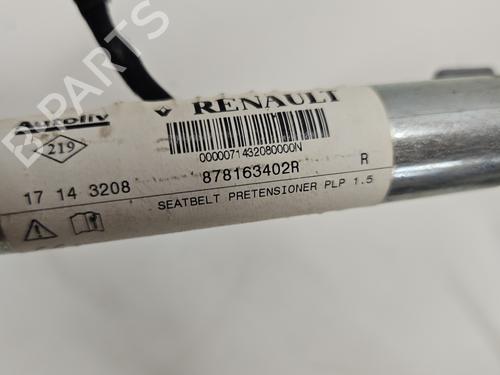 B-PARTS
Autoliv
RENAULT
219
0000071432080000N
17 14 3208
878163402R
R
SEATBELT PRETENSIONER PLP 1.5